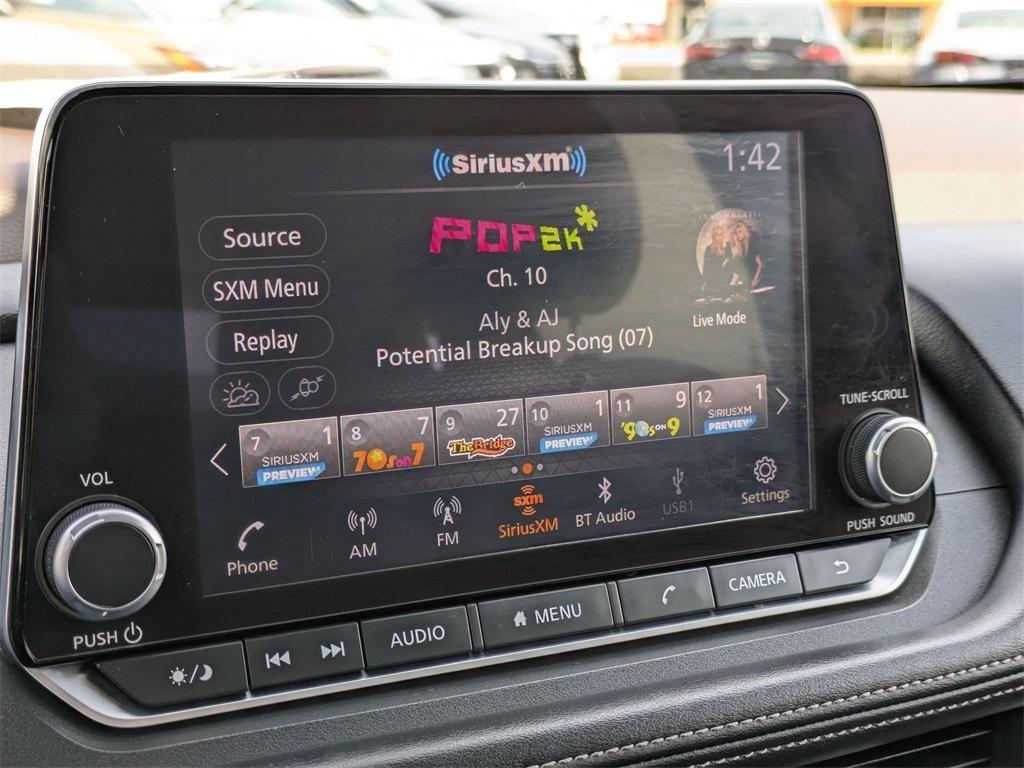 SiriusXM
1:42
Source
SXM Menu
Replay
POP2K
Ch. 10
Aly & AJ
Potential Breakup Song (07)
Live Mode
7 1
SIRIUSXM
PREVIEW
8 7
70s on 7
9 27
The Bridge
10 1
SIRIUSXM
PREVIEW
11 9
'90s ON 9
12 1
SIRIUSXM
PREVIEW
Phone
AM
FM
sxm
SiriusXM
BT Audio
USB1
Settings
VOL
PUSH
TUNE·SCROLL
PUSH SOUND
AUDIO
MENU
CAMERA